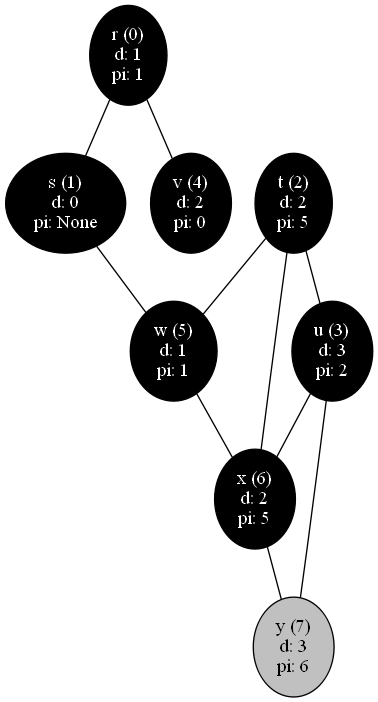 r (0)
d: 1
pi: 1
s (1)
d: 0
pi: None
v (4)
d: 2
pi: 0
t (2)
d: 2
pi: 5
w (5)
d: 1
pi: 1
u (3)
d: 3
pi: 2
x (6)
d: 2
pi: 5
y (7)
d: 3
pi: 6